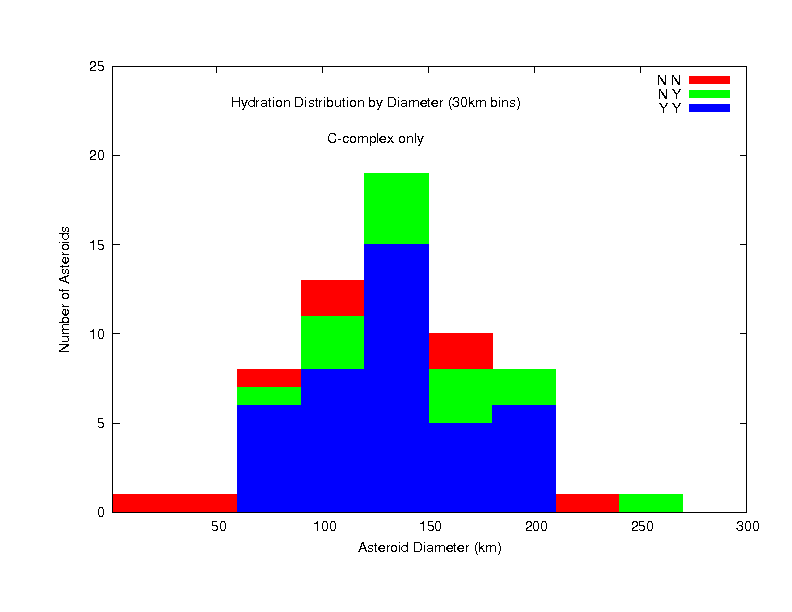 25
20
15
10
5
0
Number of Asteroids
Hydration Distribution by Diameter (30km bins)
C-complex only
N N
N Y
Y Y
50 100 150 200 250 300
Asteroid Diameter (km)